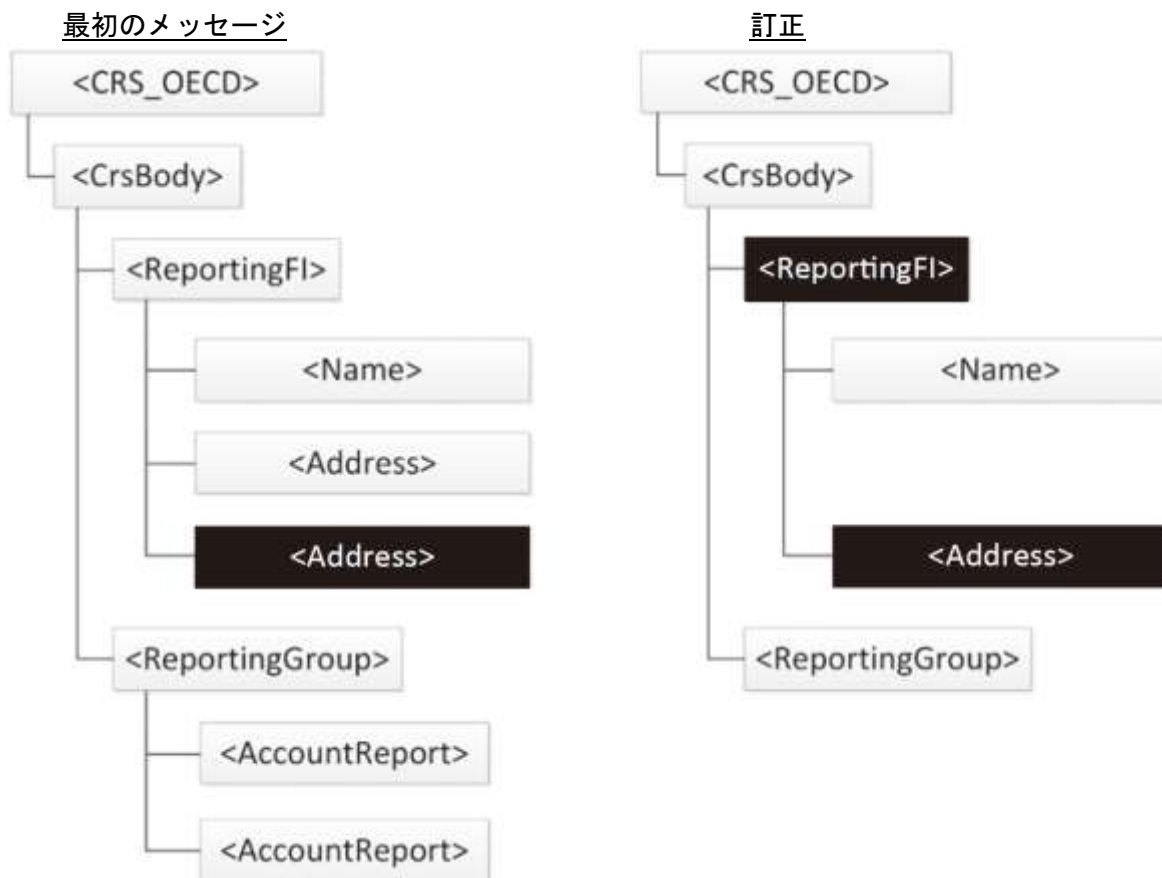 最初のメッセージ
<CRS_OECD>
<CrsBody>
<ReportingFI>
<Name>
<Address>
<Address>
<ReportingGroup>
<AccountReport>
<AccountReport>
訂正
<CRS_OECD>
<CrsBody>
<ReportingFI>
<Name>
<Address>
<ReportingGroup>